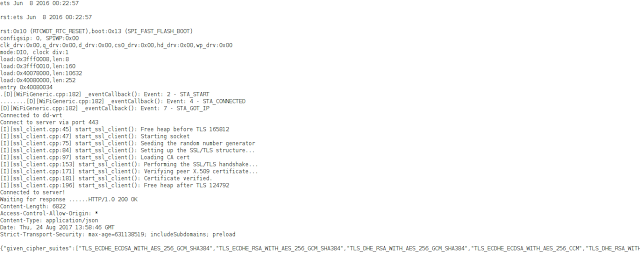 ets Jun  8 2016 00:22:57
rst:ets Jun  8 2016 00:22:57
rst:0x10 (RTCWDT_RTC_RESET),boot:0x13 (SPI_FAST_FLASH_BOOT)
configsip: 0, SPIWP:0x00
clk_drv:0x00,q_drv:0x00,d_drv:0x00,cs0_drv:0x00,hd_drv:0x00,wp_drv:0x00
mode:DIO, clock div:1
load:0x3fff0008,len:8
load:0x3fff0010,len:160
load:0x40078000,len:10632
load:0x40080000,len:252
entry 0x40080034
.[D][WiFiGeneric.cpp:182] _eventCallback(): Event: 2 - STA_START
........[D][WiFiGeneric.cpp:182] _eventCallback(): Event: 4 - STA_CONNECTED
[D][WiFiGeneric.cpp:182] _eventCallback(): Event: 7 - STA_GOT_IP
Connected to dd-wrt
Connect to server via port 443
[I][ssl_client.cpp:45] start_ssl_client(): Free heap before TLS 165812
[I][ssl_client.cpp:47] start_ssl_client(): Starting socket
[I][ssl_client.cpp:75] start_ssl_client(): Seeding the random number generator
[I][ssl_client.cpp:84] start_ssl_client(): Setting up the SSL/TLS structure...
[I][ssl_client.cpp:97] start_ssl_client(): Loading CA cert
[I][ssl_client.cpp:153] start_ssl_client(): Performing the SSL/TLS handshake...
[I][ssl_client.cpp:171] start_ssl_client(): Verifying peer X.509 certificate...
[I][ssl_client.cpp:181] start_ssl_client(): Certificate verified.
[I][ssl_client.cpp:196] start_ssl_client(): Free heap after TLS 124792
Connected to server!
Waiting for response ......HTTP/1.0 200 OK
Content-Length: 6822
Access-Control-Allow-Origin: *
Content-Type: application/json
Date: Thu, 24 Aug 2017 13:58:46 GMT
Strict-Transport-Security: max-age=631138519; includeSubdomains; preload
{"given_cipher_suites":["TLS_ECDHE_ECDSA_WITH_AES_256_GCM_SHA384","TLS_ECDHE_RSA_WITH_AES_256_GCM_SHA384","TLS_DHE_RSA_WITH_AES_256_GCM_SHA384","TLS_ECDHE_ECDSA_WITH_AES_256_CCM","TLS_DHE_RSA_WITH